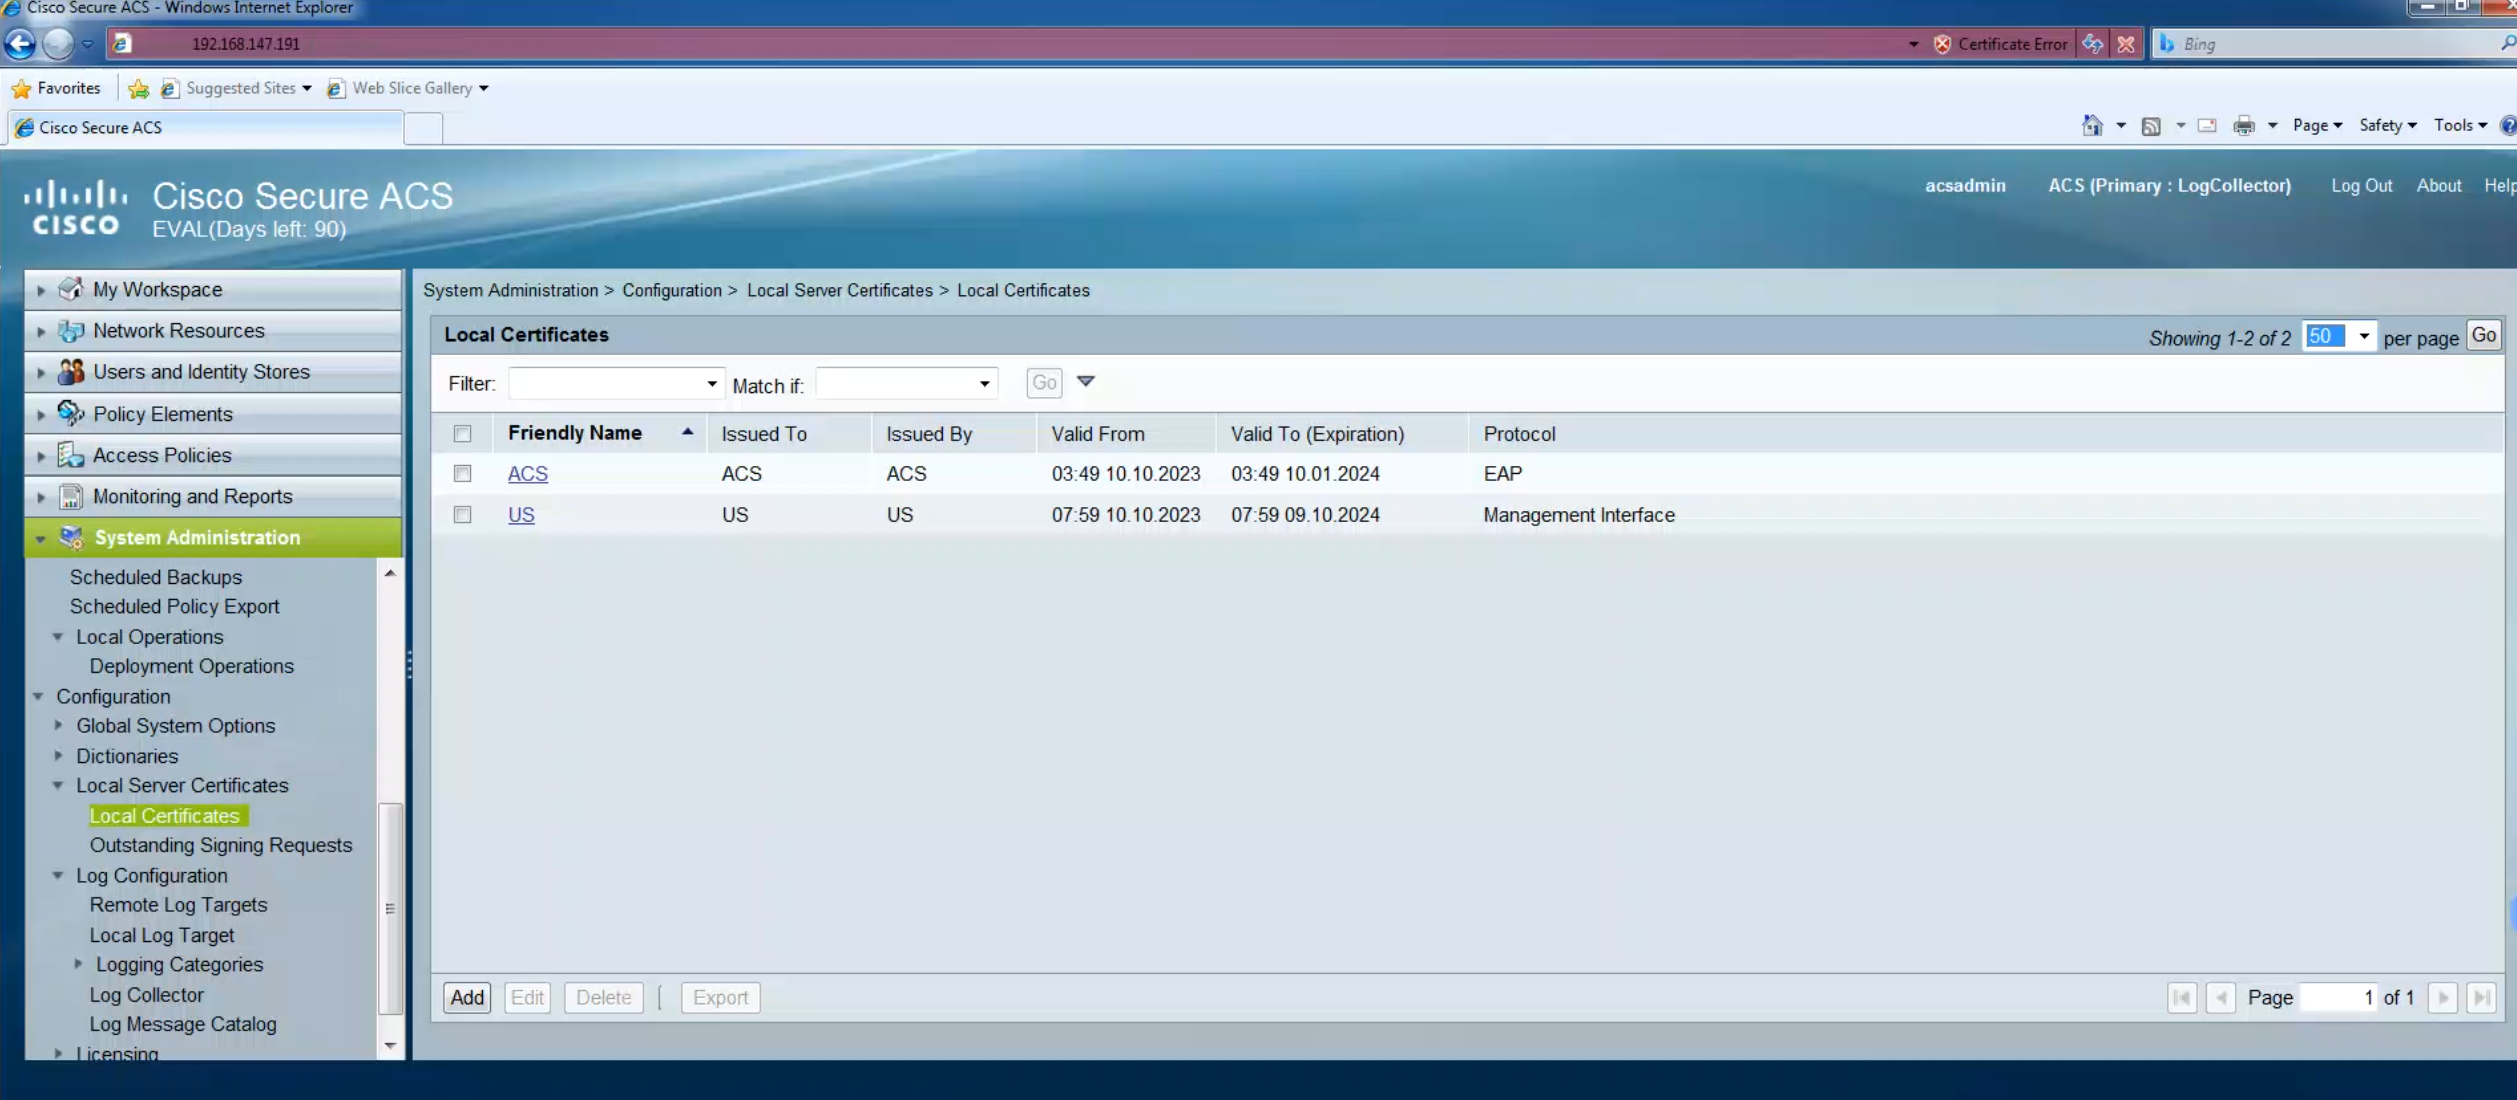 Cisco Secure ACS - Windows Internet Explorer
192.168.147.191
Certificate Error
Bing
Favorites
Suggested Sites
Web Slice Gallery
Cisco Secure ACS
Page
Safety
Tools
CISCO
Cisco Secure ACS
EVAL(Days left: 90)
acsadmin
ACS (Primary : LogCollector)
Log Out
About
Help
My Workspace
Network Resources
Users and Identity Stores
Policy Elements
Access Policies
Monitoring and Reports
System Administration
Scheduled Backups
Scheduled Policy Export
Local Operations
Deployment Operations
Configuration
Global System Options
Dictionaries
Local Server Certificates
Local Certificates
Outstanding Signing Requests
Log Configuration
Remote Log Targets
Local Log Target
Logging Categories
Log Collector
Log Message Catalog
Licensing
System Administration > Configuration > Local Server Certificates > Local Certificates
Local Certificates
Showing 1-2 of 2 50 per page Go
Filter: Match if: Go
Friendly Name Issued To Issued By Valid From Valid To (Expiration) Protocol
ACS ACS ACS 03:49 10.10.2023 03:49 10.01.2024 EAP
US US US 07:59 10.10.2023 07:59 09.10.2024 Management Interface
Add Edit Delete | Export
Page 1 of 1